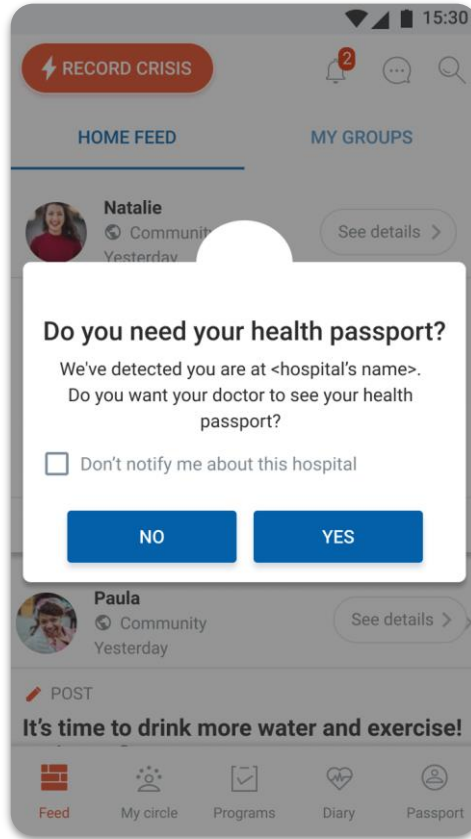 15:30
RECORD CRISIS
2
HOME FEED
MY GROUPS
Natalie
Community
See details
Yesterday
Do you need your health passport?
We've detected you are at <hospital's name>.
Do you want your doctor to see your health
passport?
Don't notify me about this hospital
NO
YES
Paula
Community
See details
Yesterday
POST
It's time to drink more water and exercise!
Feed
My circle
Programs
Diary
Passport